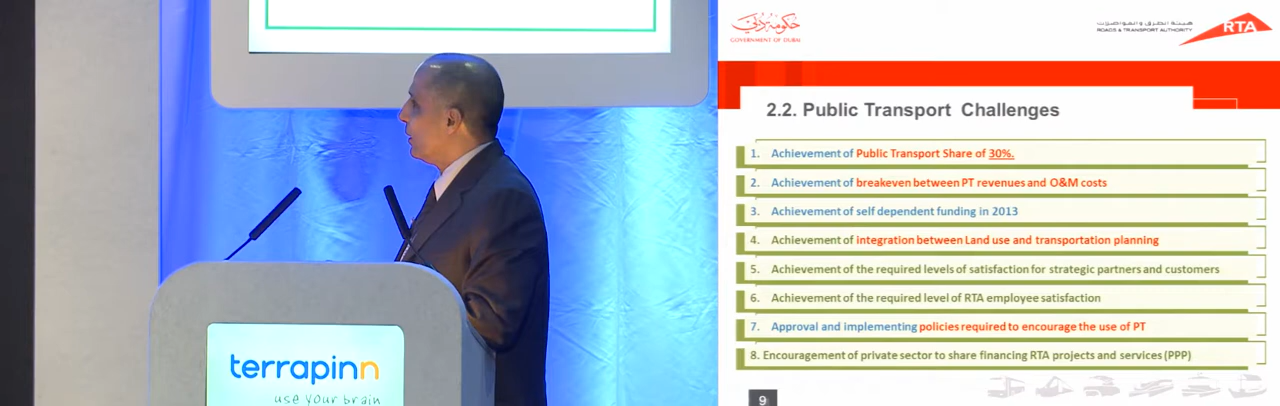 terrapinn
use your brain
حكومة دبي
GOVERNMENT OF DUBAI
هيئة الطرق والمواصلات
ROADS & TRANSPORT AUTHORITY
RTA
2.2. Public Transport Challenges
1. Achievement of Public Transport Share of 30%.
2. Achievement of breakeven between PT revenues and O&M costs
3. Achievement of self dependent funding in 2013
4. Achievement of integration between Land use and transportation planning
5. Achievement of the required levels of satisfaction for strategic partners and customers
6. Achievement of the required level of RTA employee satisfaction
7. Approval and implementing policies required to encourage the use of PT
8. Encouragement of private sector to share financing RTA projects and services (PPP)
9